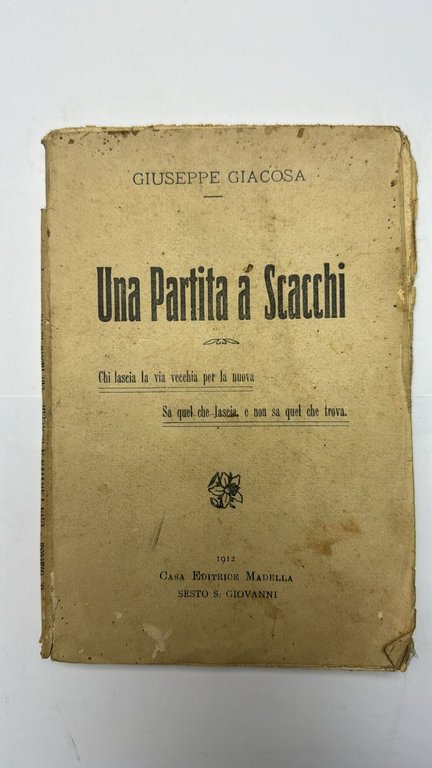 GIUSEPPE GIACOSA
Una Partita á Scacchi
Chi lascia la via vecchia per la nuova
Sa quel che lascia, e non sa quel che trova.
1912
CASA EDITRICE MADELLA
SESTO S. GIOVANNI